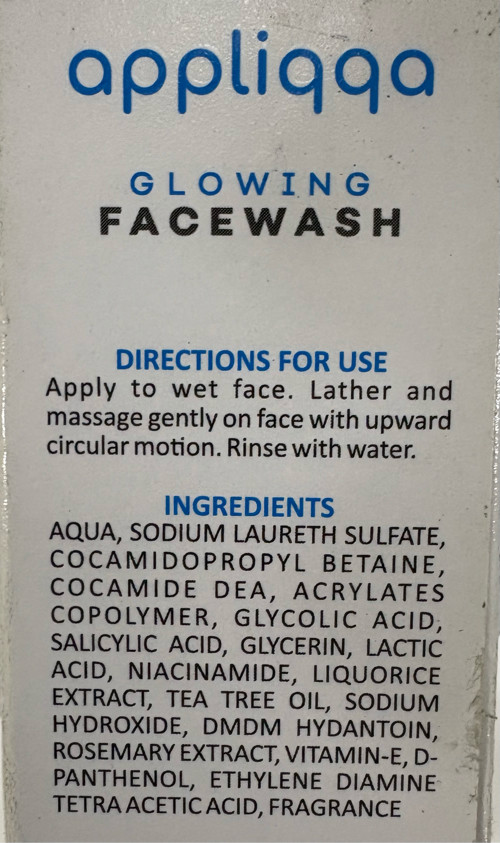 appliqqa
GLOWING
FACEWASH
DIRECTIONS FOR USE
Apply to wet face. Lather and
massage gently on face with upward
circular motion. Rinse with water.
INGREDIENTS
AQUA, SODIUM LAURETH SULFATE,
COCAMIDOPROPYL BETAINE,
COCAMIDE DEA, ACRYLATES
COPOLYMER, GLYCOLIC ACID,
SALICYLIC ACID, GLYCERIN, LACTIC
ACID, NIACINAMIDE, LIQUORICE
EXTRACT, TEA TREE OIL, SODIUM
HYDROXIDE, DMDM HYDANTOIN,
ROSEMARY EXTRACT, VITAMIN-E, D-
PANTHENOL, ETHYLENE DIAMINE
TETRA ACETIC ACID, FRAGRANCE